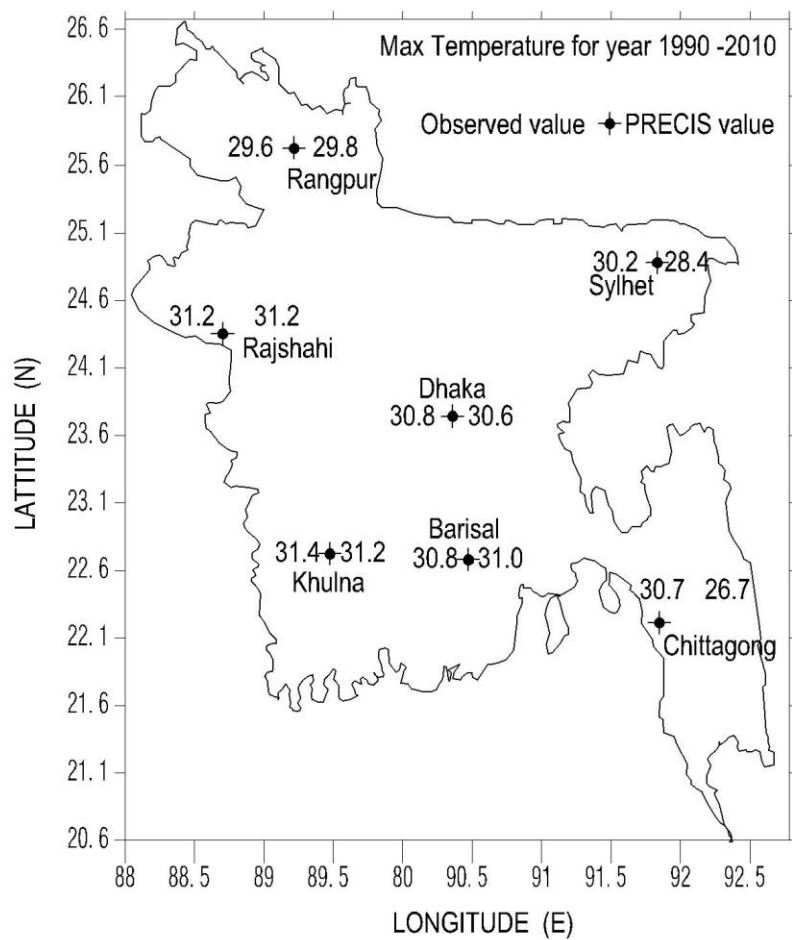 26.6
Max Temperature for year 1990 -2010
26.1
Observed value PRECIS value
29.6 29.8
25.6
Rangpur
25.1
30.2 28.4
Sylhet
24.6
31.2 31.2
Rajshahi
24.1
Dhaka
30.8 30.6
23.6
LATTITUDE (N)
23.1
Barisal
31.4 31.2
30.8 31.0
22.6
Khulna
30.7 26.7
22.1
Chittagong
21.6
21.1
20.6
88 88.5 89 89.5 80 90.5 91 91.5 92 92.5
LONGITUDE (E)